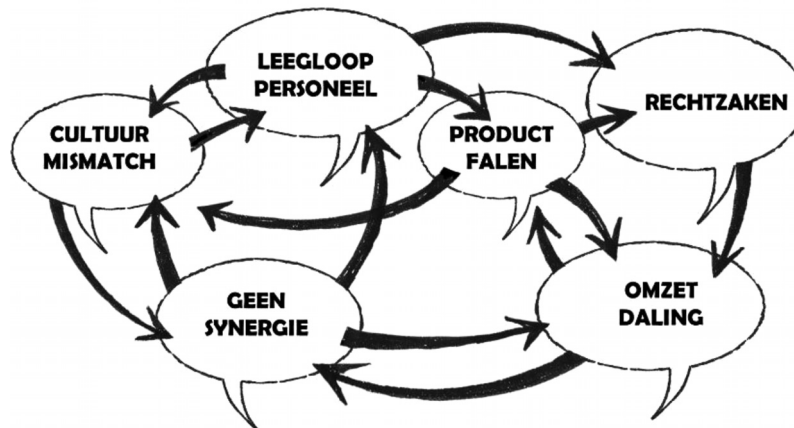 LEEGLOOP
PERSONEEL
RECHTZAKEN
CULTUUR
MISMATCH
PRODUCT
FALEN
GEEN
SYNERGIE
OMZET
DALING